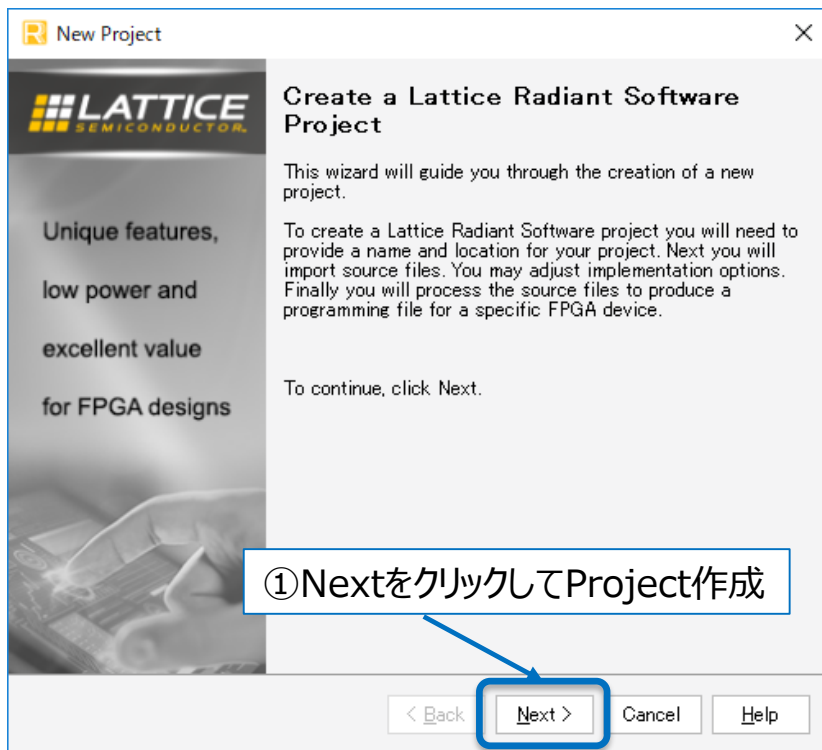 New Project
LATTICE
SEMICONDUCTOR.
Unique features,
low power and
excellent value
for FPGA designs
Create a Lattice Radiant Software
Project
This wizard will guide you through the creation of a new
project.
To create a Lattice Radiant Software project you will need to
provide a name and location for your project. Next you will
import source files. You may adjust implementation options.
Finally you will process the source files to produce a
programming file for a specific FPGA device.
To continue, click Next.
①NextをクリックしてProject作成
< Back
Next >
Cancel
Help